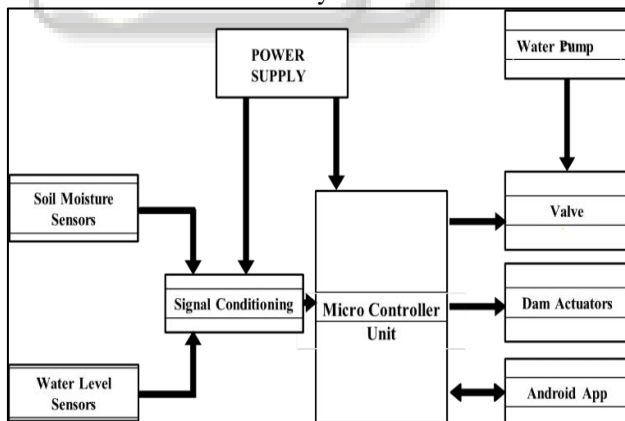 POWER
SUPPLY
Water Pump
Soil Moisture
Sensors
Valve
Signal Conditioning
Micro Controller
Unit
Dam Actuators
Water Level
Sensors
Android App